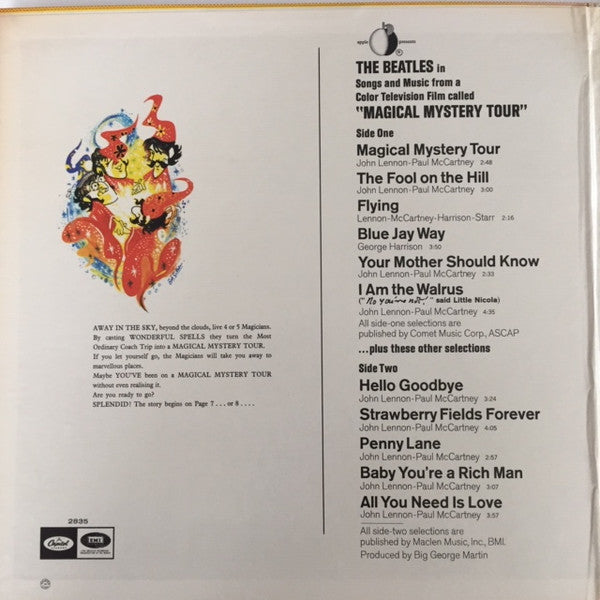 AWAY IN THE SKY, beyond the clouds, live 4 or 5 Magicians.
By casting WONDERFUL SPELLS they turn the Most
Ordinary Coach Trip into a MAGICAL MYSTERY TOUR.
If you let yourself go, the Magicians will take you away to
marvellous places.
Maybe YOU'VE been on a MAGICAL MYSTERY TOUR
without even realising it.
Are you ready to go?
SPLENDID! The story begins on Page 7 . . . or 8 . . . .
2835
Capitol
EMI
apple presents
THE BEATLES in
Songs and Music from a
Color Television Film called
"MAGICAL MYSTERY TOUR"
Side One
Magical Mystery Tour
John Lennon-Paul McCartney 2:48
The Fool on the Hill
John Lennon-Paul McCartney 3:00
Flying
Lennon-McCartney-Harrison-Starr 2:16
Blue Jay Way
George Harrison 3:50
Your Mother Should Know
John Lennon-Paul McCartney 2:33
I Am the Walrus
("No you're not!" said Little Nicola)
John Lennon-Paul McCartney 4:35
All side-one selections are
published by Comet Music Corp., ASCAP
...plus these other selections
Side Two
Hello Goodbye
John Lennon-Paul McCartney 3:24
Strawberry Fields Forever
John Lennon-Paul McCartney 4:05
Penny Lane
John Lennon-Paul McCartney 2:57
Baby You're a Rich Man
John Lennon-Paul McCartney 3:07
All You Need Is Love
John Lennon-Paul McCartney 3:57
All side-two selections are
published by Maclen Music, Inc., BMI.
Produced by Big George Martin